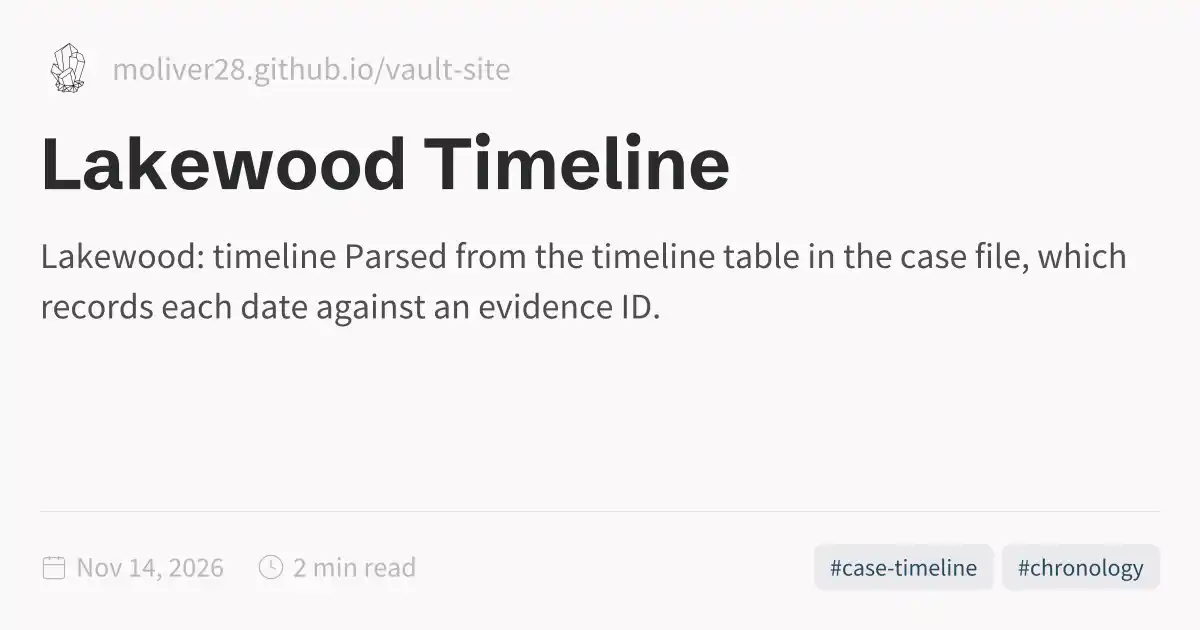 moliver28.github.io/vault-site
Lakewood Timeline
Lakewood: timeline Parsed from the timeline table in the case file, which
records each date against an evidence ID.
Nov 14, 2026
2 min read
#case-timeline
#chronology